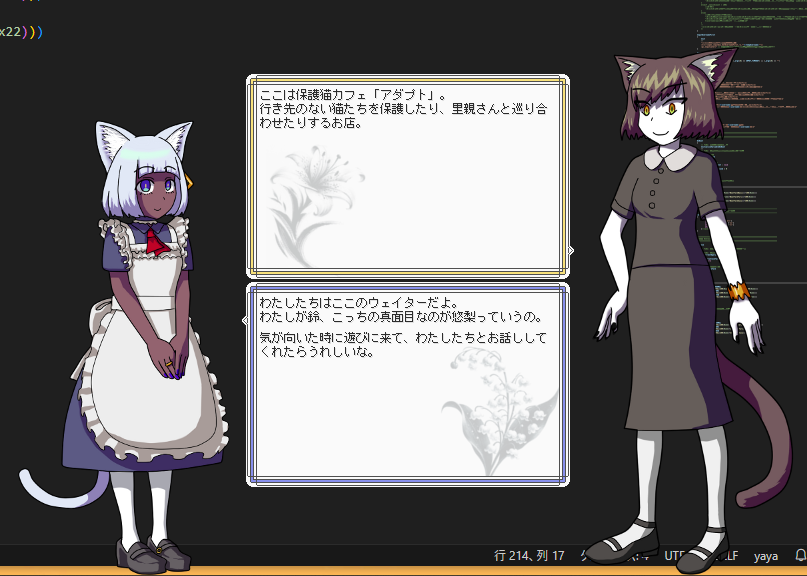 x22)))
ここは保護猫カフェ「アダプト」。
行き先のない猫たちを保護したり、里親さんと巡り合
わせたりするお店。
わたしたちはここのウェイターだよ。
わたしが鈴、こっちの真面目なのが悠梨っていうの。
気が向いた時に遊びに来て、わたしたちとお話しして
くれたらうれしいな。
行 214、列 17
yaya